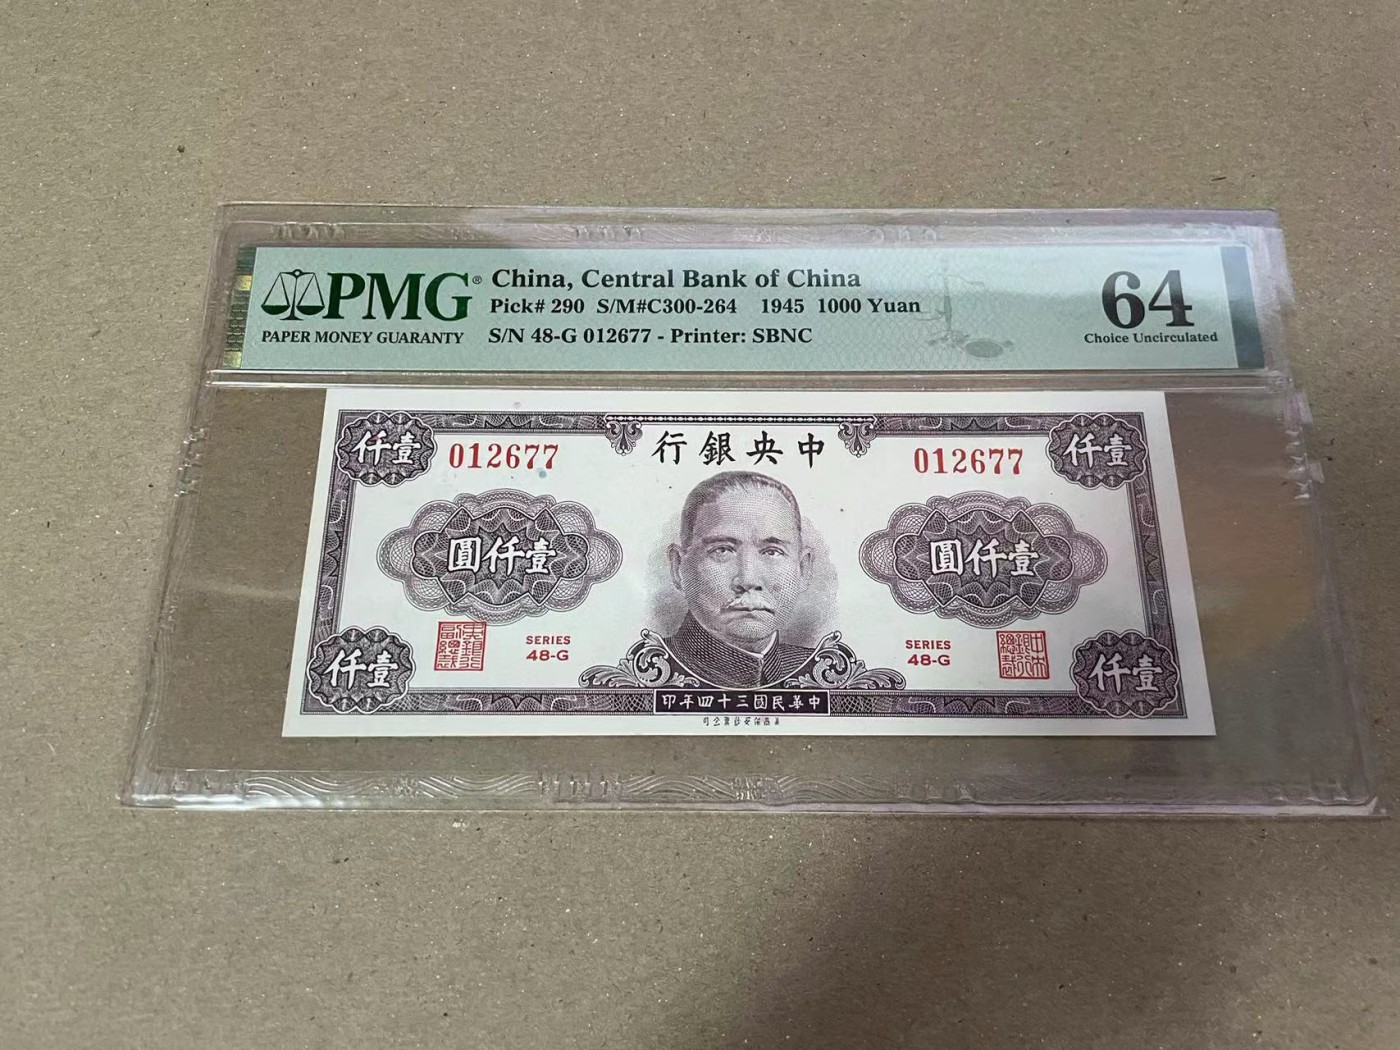 PMG®
PAPER MONEY GUARANTY
China, Central Bank of China
Pick# 290 S/M#C300-264 1945 1000 Yuan
S/N 48-G 012677 - Printer: SBNC
64
Choice Uncirculated
仟壹
012677
行銀央中
012677
仟壹
圓仟壹
圓仟壹
SERIES
48-G
SERIES
48-G
仟壹
仟壹
印年四十三國民華中